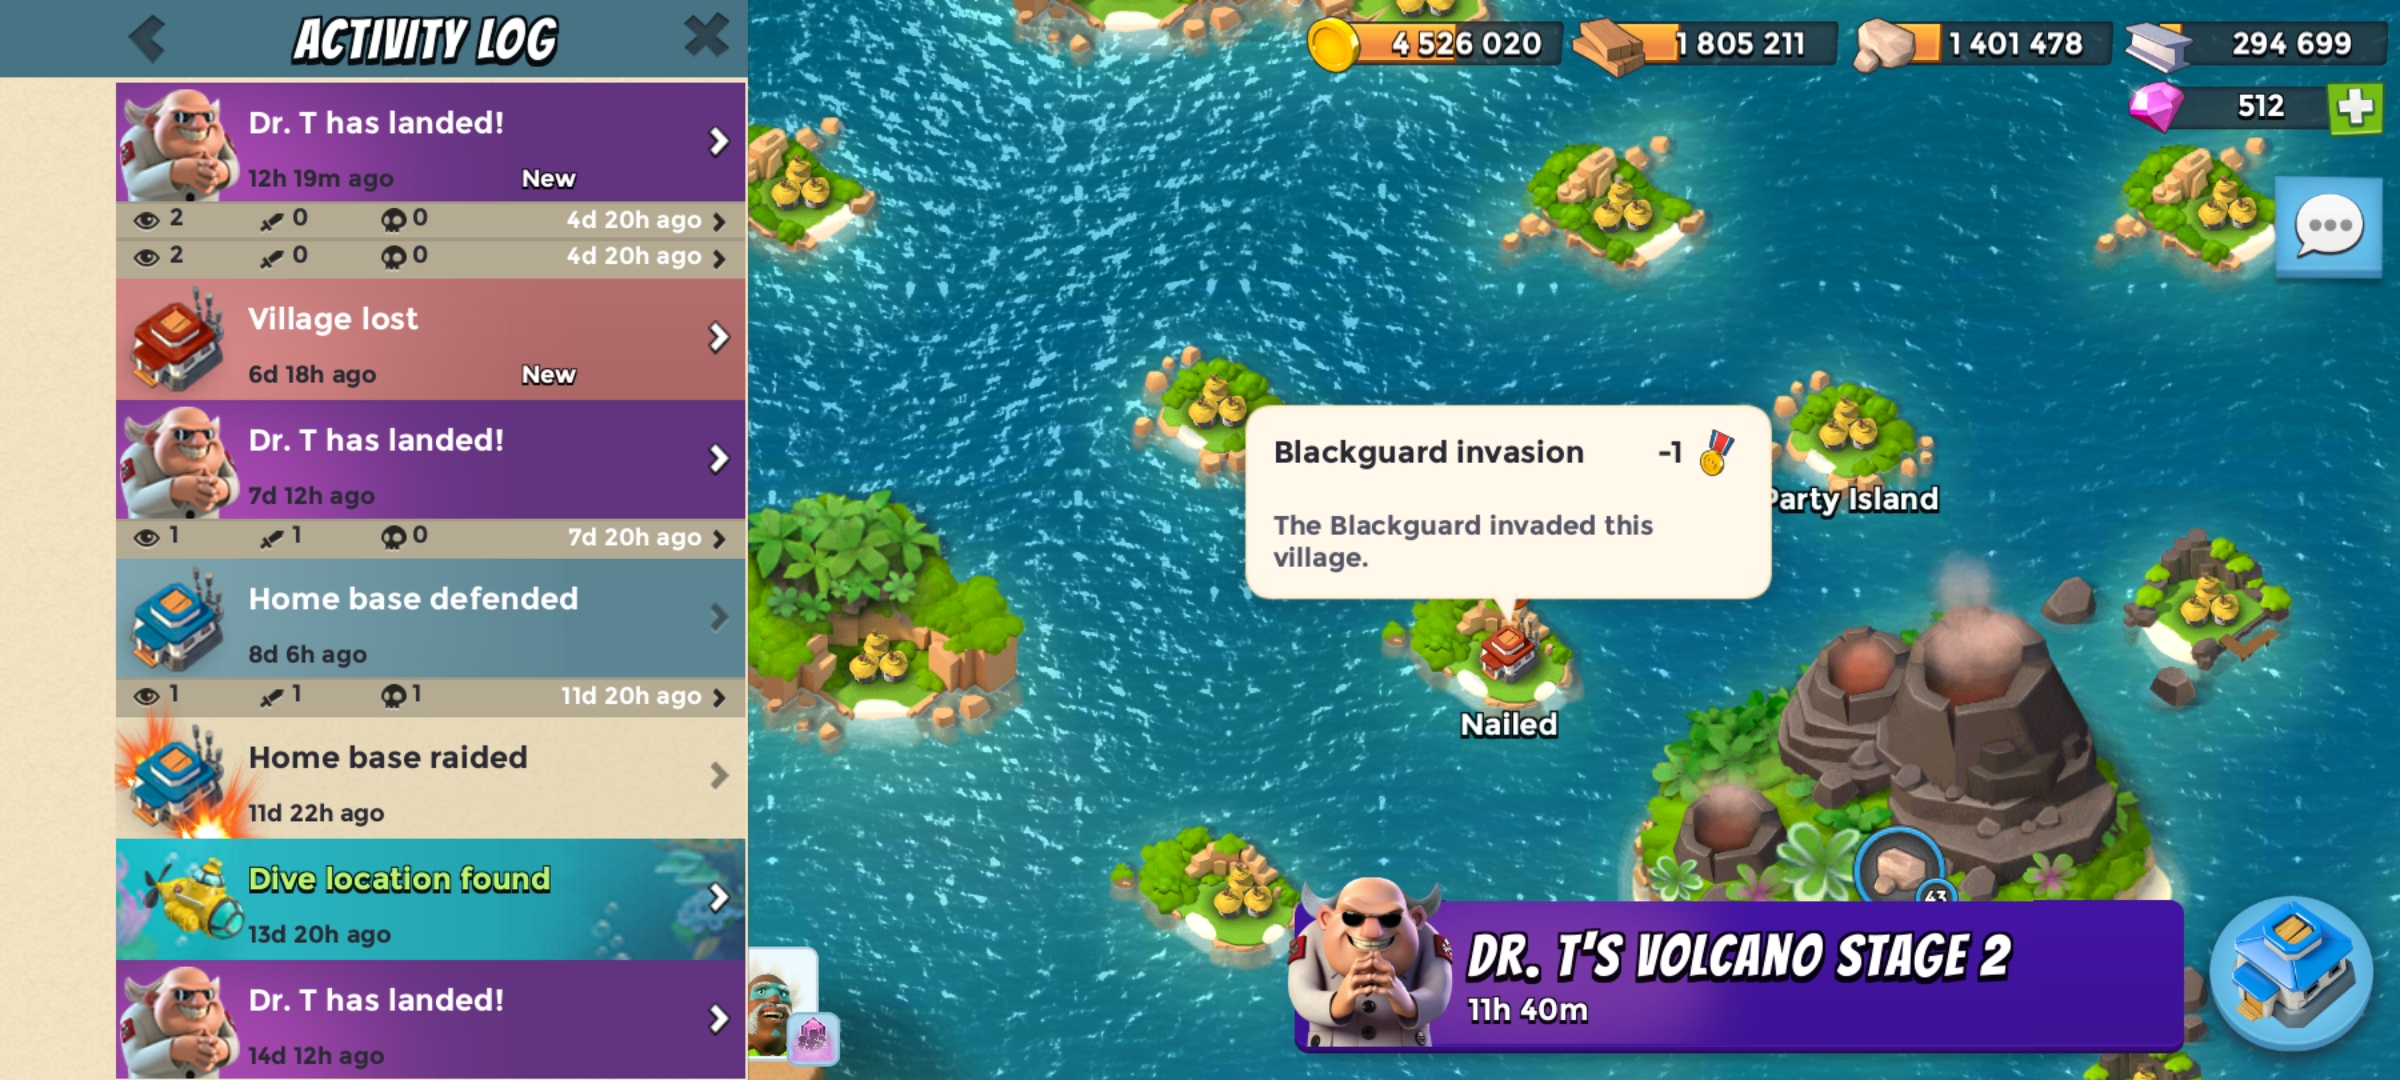 ACTIVITY LOG
Dr. T has landed!
12h 19m ago
New
2 0 0 4d 20h ago
2 0 0 4d 20h ago
Village lost
6d 18h ago
New
Dr. T has landed!
7d 12h ago
1 1 0 7d 20h ago
Home base defended
8d 6h ago
1 1 1 11d 20h ago
Home base raided
11d 22h ago
Dive location found
13d 20h ago
Dr. T has landed!
14d 12h ago
4 526 020
1 805 211
1 401 478
294 699
512
Blackguard invasion -1
The Blackguard invaded this
village.
Party Island
Nailed
43
DR. T'S VOLCANO STAGE 2
11h 40m